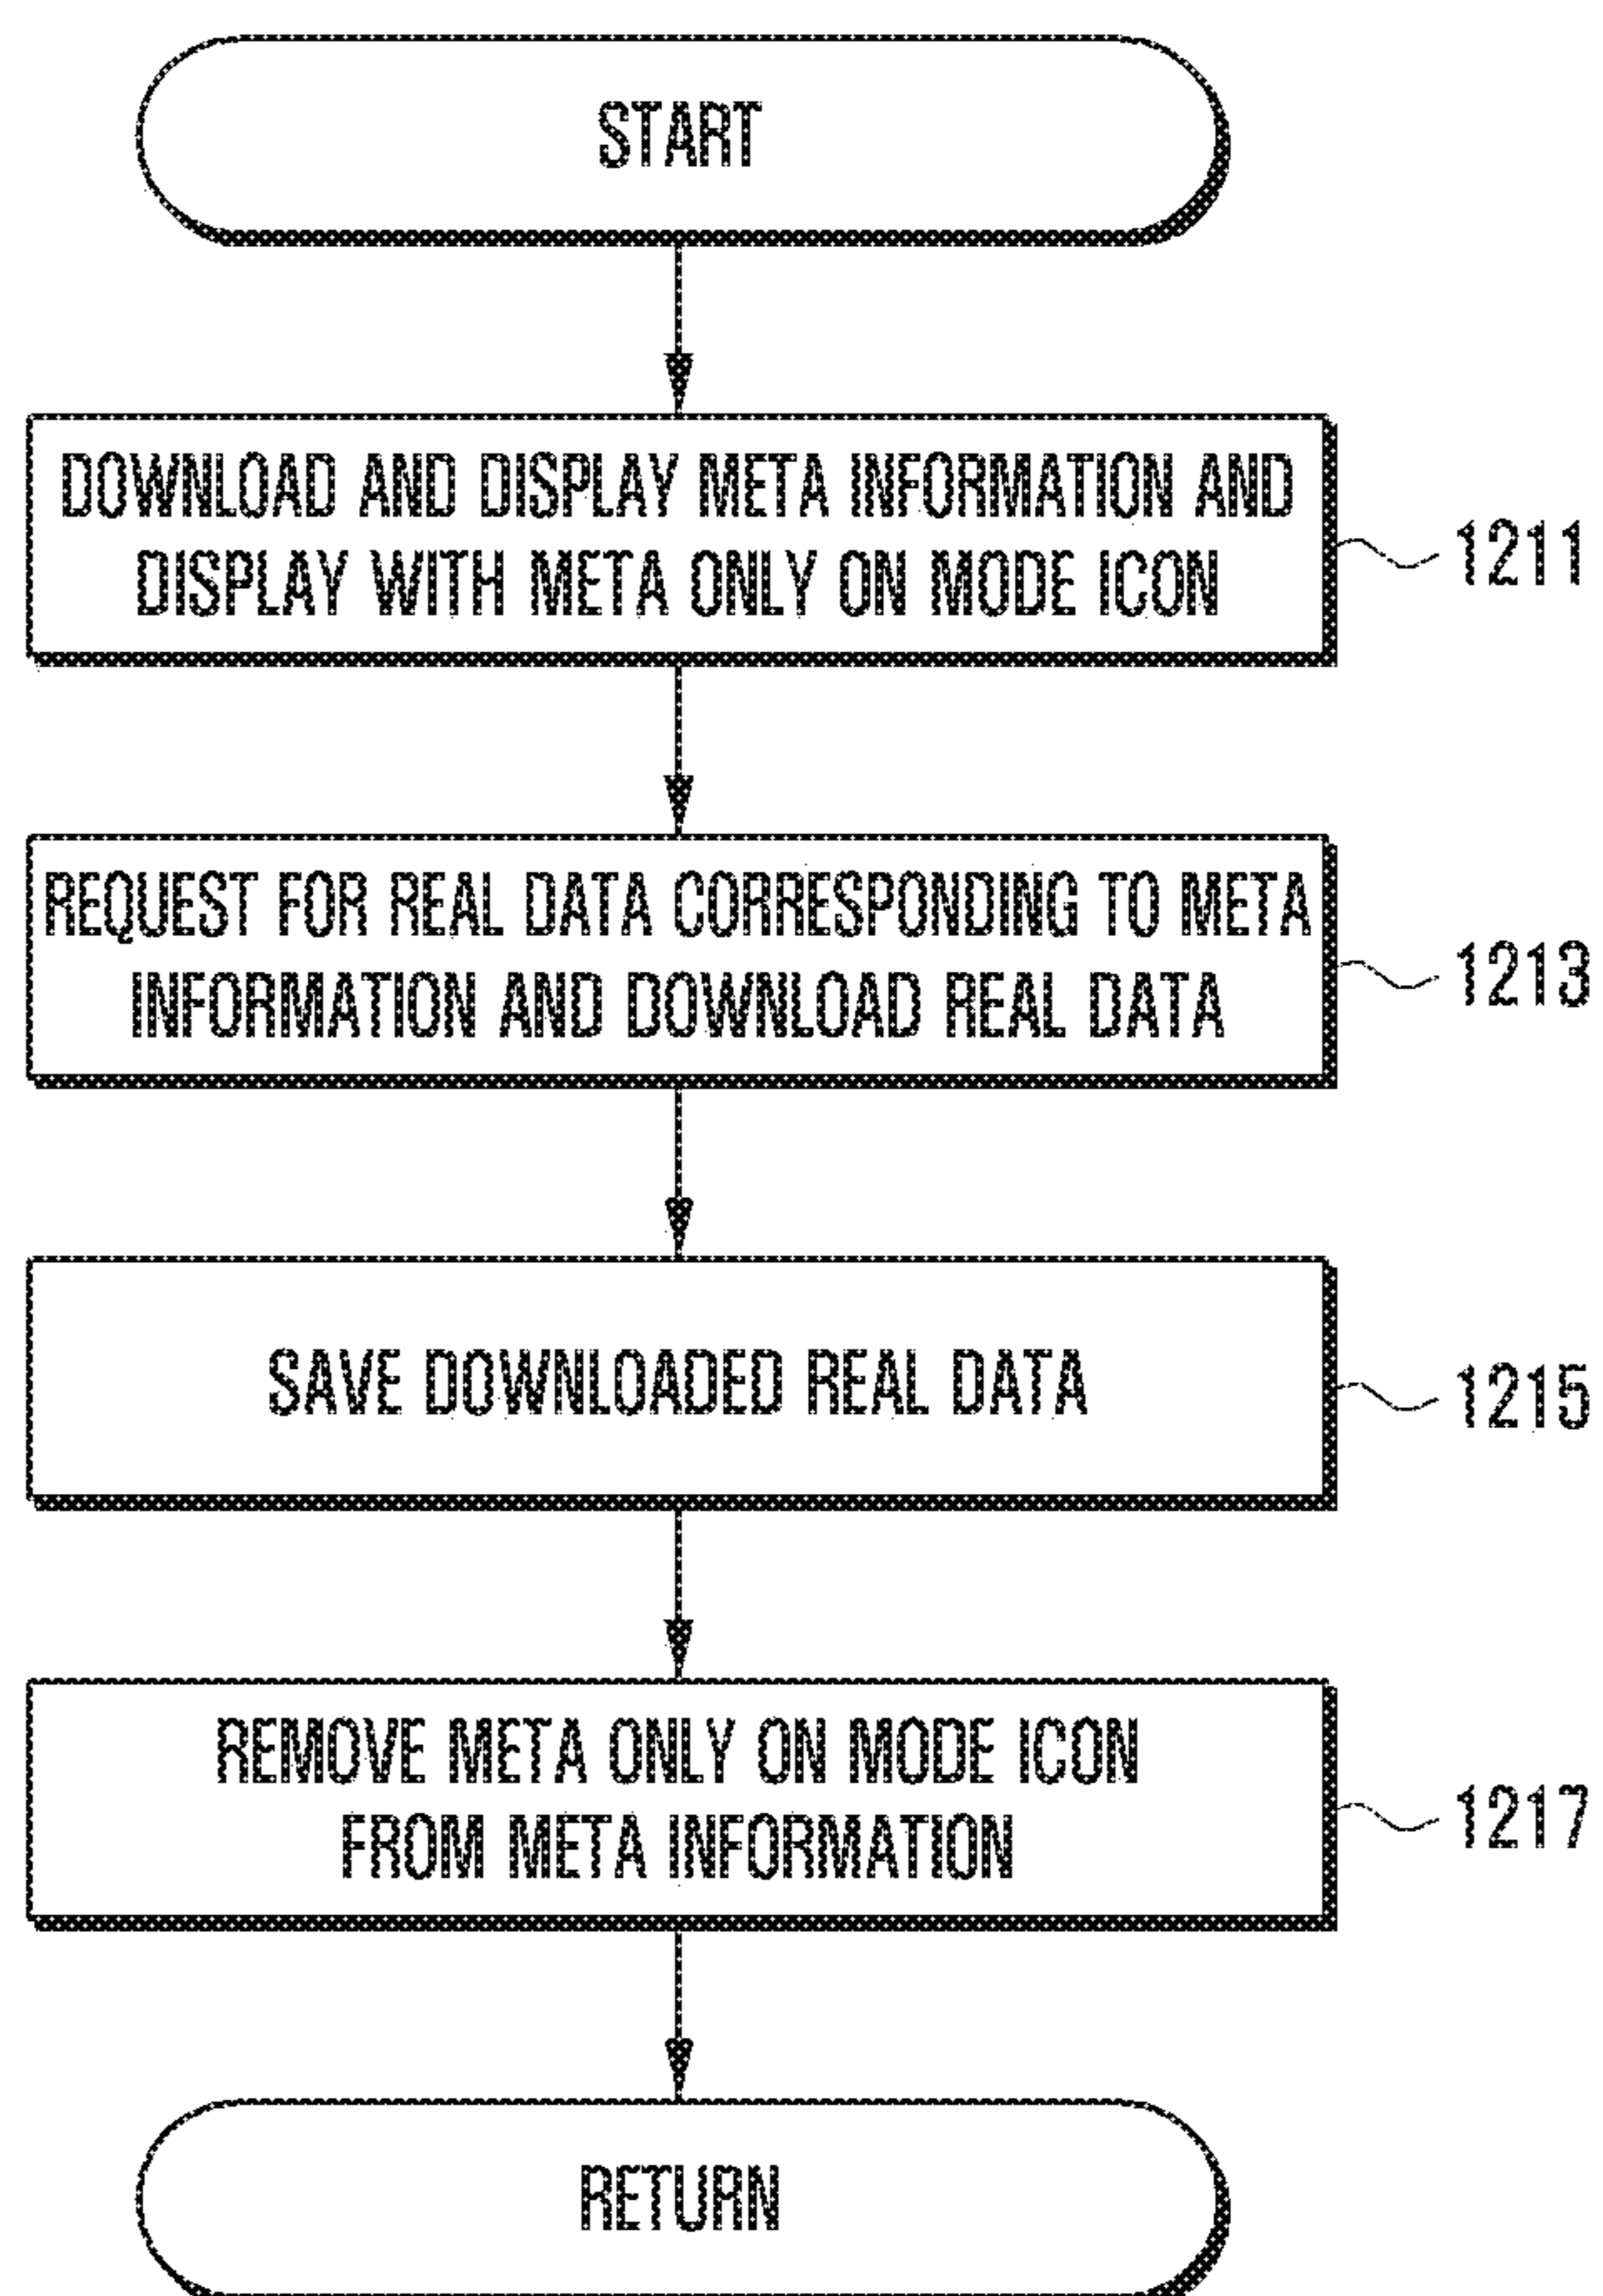 START
DOWNLOAD AND DISPLAY META INFORMATION AND
DISPLAY WITH META ONLY ON MODE ICON
1211
REQUEST FOR REAL DATA CORRESPONDING TO META
INFORMATION AND DOWNLOAD REAL DATA
1213
SAVE DOWNLOADED REAL DATA
1215
REMOVE META ONLY ON MODE ICON
FROM META INFORMATION
1217
RETURN